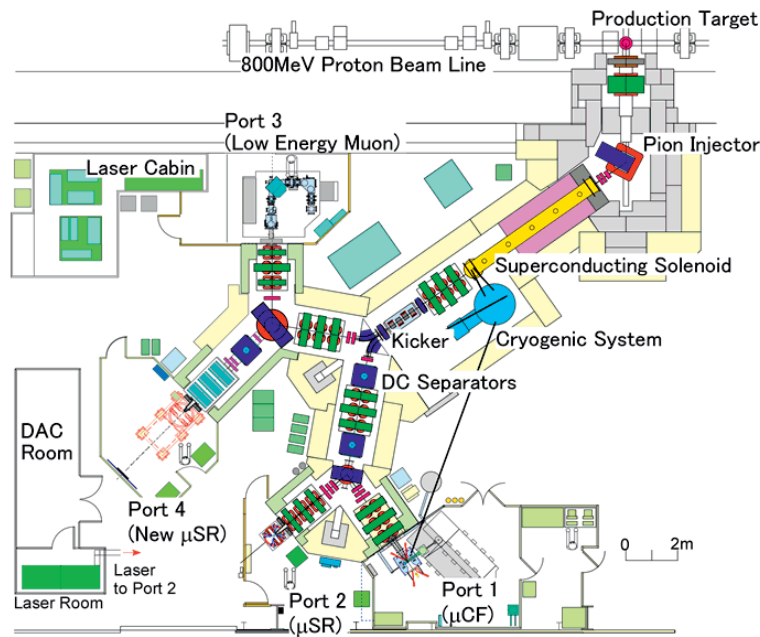 Production Target
800MeV Proton Beam Line
Port 3
(Low Energy Muon)
Pion Injector
Laser Cabin
Superconducting Solenoid
Kicker
Cryogenic System
DC Separators
DAC
Room
Port 4
(New μSR)
0 2m
Laser
to Port 2
Laser Room
Port 2
(μSR)
Port 1
(μCF)